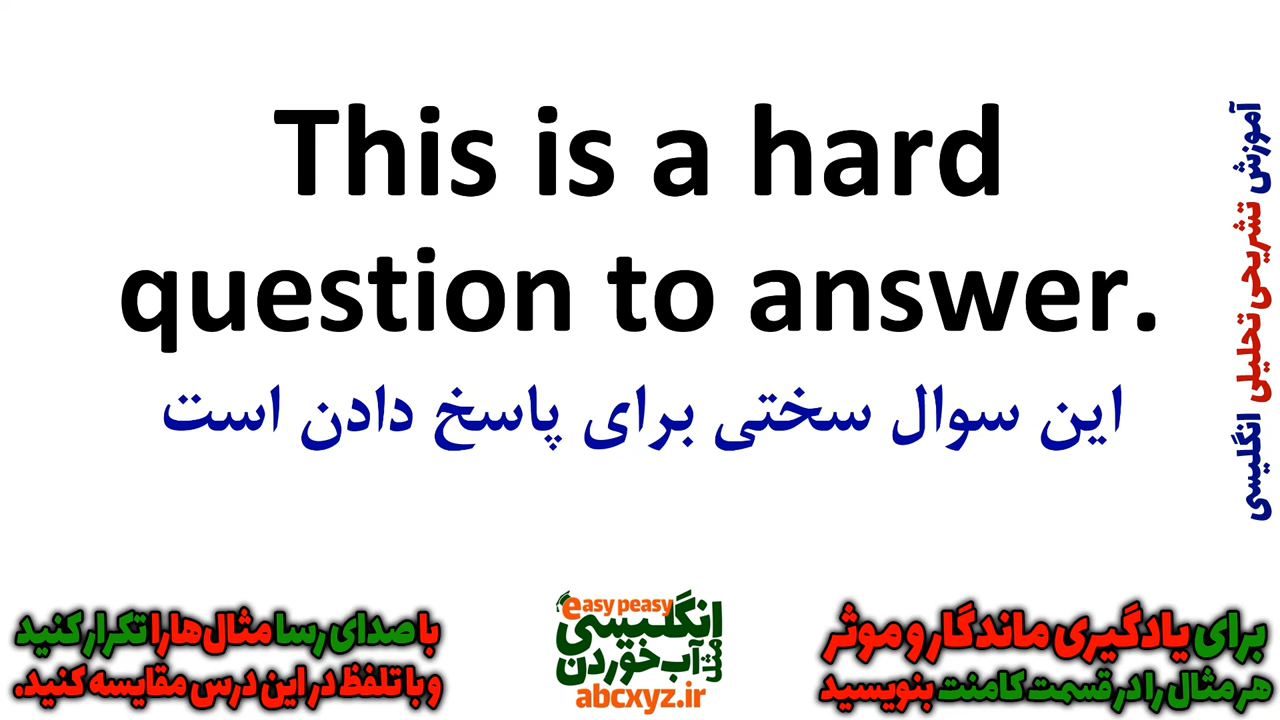 This is a hard
question to answer.
این سوال سختی برای پاسخ دادن است
آموزش تشریحی تحلیلی انگلیسی
با صدای رسا مثال‌ها را تکرار کنید
و با تلفظ در این درس مقایسه کنید.
easy peasy
انگلیسی
مثل
آب خوردن
abcxyz.ir
برای یادگیری ماندگار و موثر
هر مثال را در قسمت کامنت بنویسید